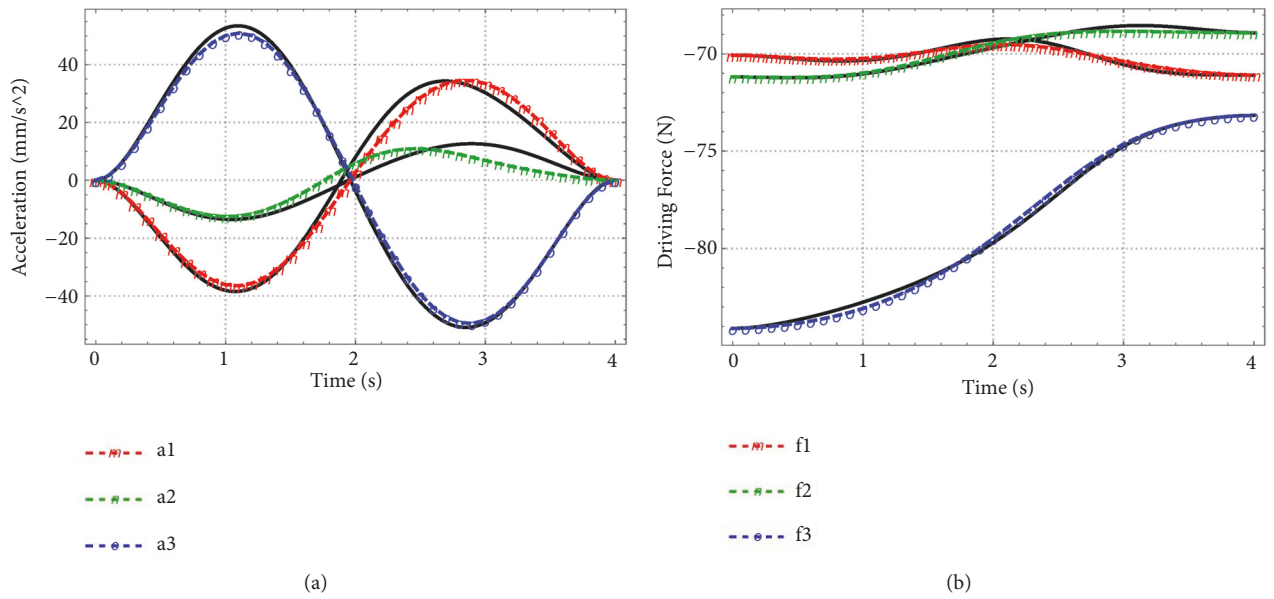 Acceleration (mm/s^2)
40
20
0
−20
−40
0 1 2 3 4
Time (s)
a1
a2
a3
(a)
Driving Force (N)
−70
−75
−80
0 1 2 3 4
Time (s)
f1
f2
f3
(b)